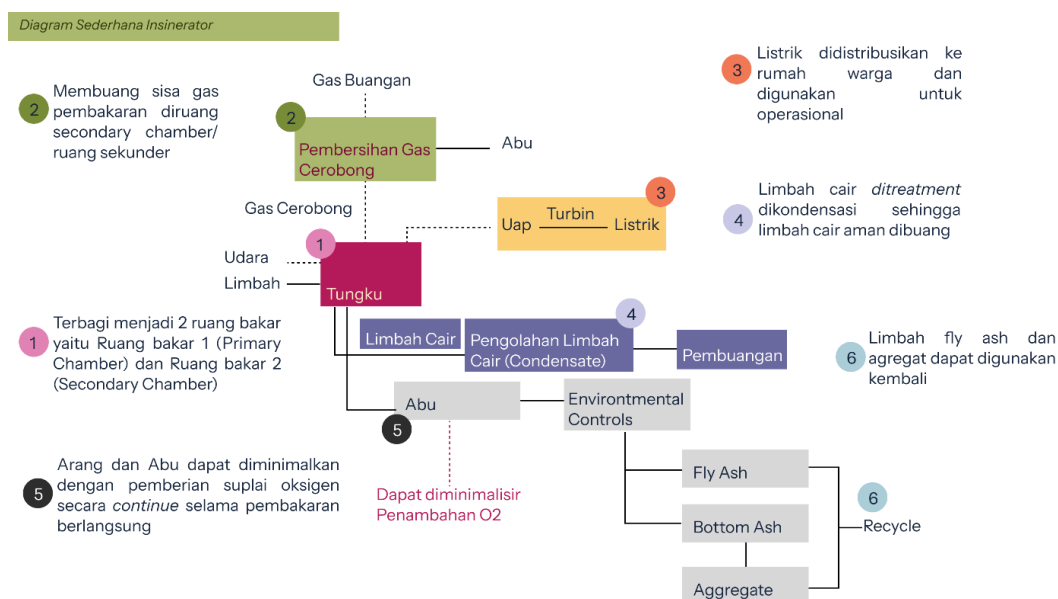 Diagram Sederhana Insinerator
2
Membuang sisa gas
pembakaran diruang
secondary chamber/
ruang sekunder
Gas Buangan
2
Pembersihan Gas
Cerobong
Abu
3
Listrik didistribusikan ke
rumah warga dan
digunakan untuk
operasional
Gas Cerobong
3
Uap
Turbin
Listrik
4
Limbah cair ditreatment
dikondensasi sehingga
limbah cair aman dibuang
Udara
Limbah
1
Tungku
1
Terbagi menjadi 2 ruang bakar
yaitu Ruang bakar 1 (Primary
Chamber) dan Ruang bakar 2
(Secondary Chamber)
Limbah Cair
4
Pengolahan Limbah
Cair (Condensate)
Pembuangan
6
Limbah fly ash dan
agregat dapat digunakan
kembali
Abu
5
Environtmental
Controls
5
Arang dan Abu dapat diminimalkan
dengan pemberian suplai oksigen
secara continue selama pembakaran
berlangsung
Dapat diminimalisir
Penambahan O2
Fly Ash
Bottom Ash
Aggregate
6
Recycle